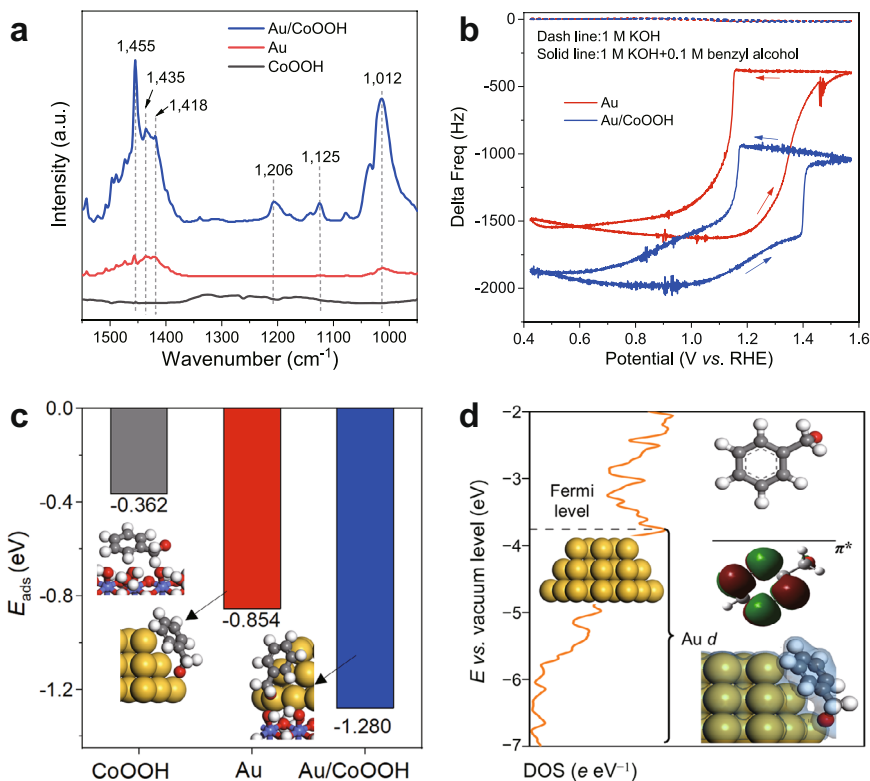 a
Au/CoOOH
Au
CoOOH
1,455
1,435
1,418
1,012
1,206
1,125
Intensity (a.u.)
1500 1400 1300 1200 1100 1000
Wavenumber (cm⁻¹)
b
0
-500
-1000
-1500
-2000
Delta Freq (Hz)
Dash line:1 M KOH
Solid line:1 M KOH+0.1 M benzyl alcohol
Au
Au/CoOOH
0.4 0.6 0.8 1.0 1.2 1.4 1.6
Potential (V vs. RHE)
c
0.0
-0.4
-0.8
-1.2
Eads (eV)
-0.362
-0.854
-1.280
CoOOH Au Au/CoOOH
d
-2
-3
-4
-5
-6
-7
E vs. vacuum level (eV)
Fermi
level
π*
Au d
DOS (e eV⁻¹)